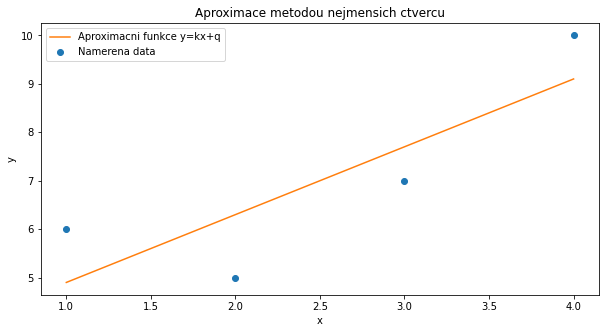 Aproximace metodou nejmensich ctvercu
Aproximacni funkce y=kx+q
Namerena data
10
9
8
7
6
5
y
1.0 1.5 2.0 2.5 3.0 3.5 4.0
x